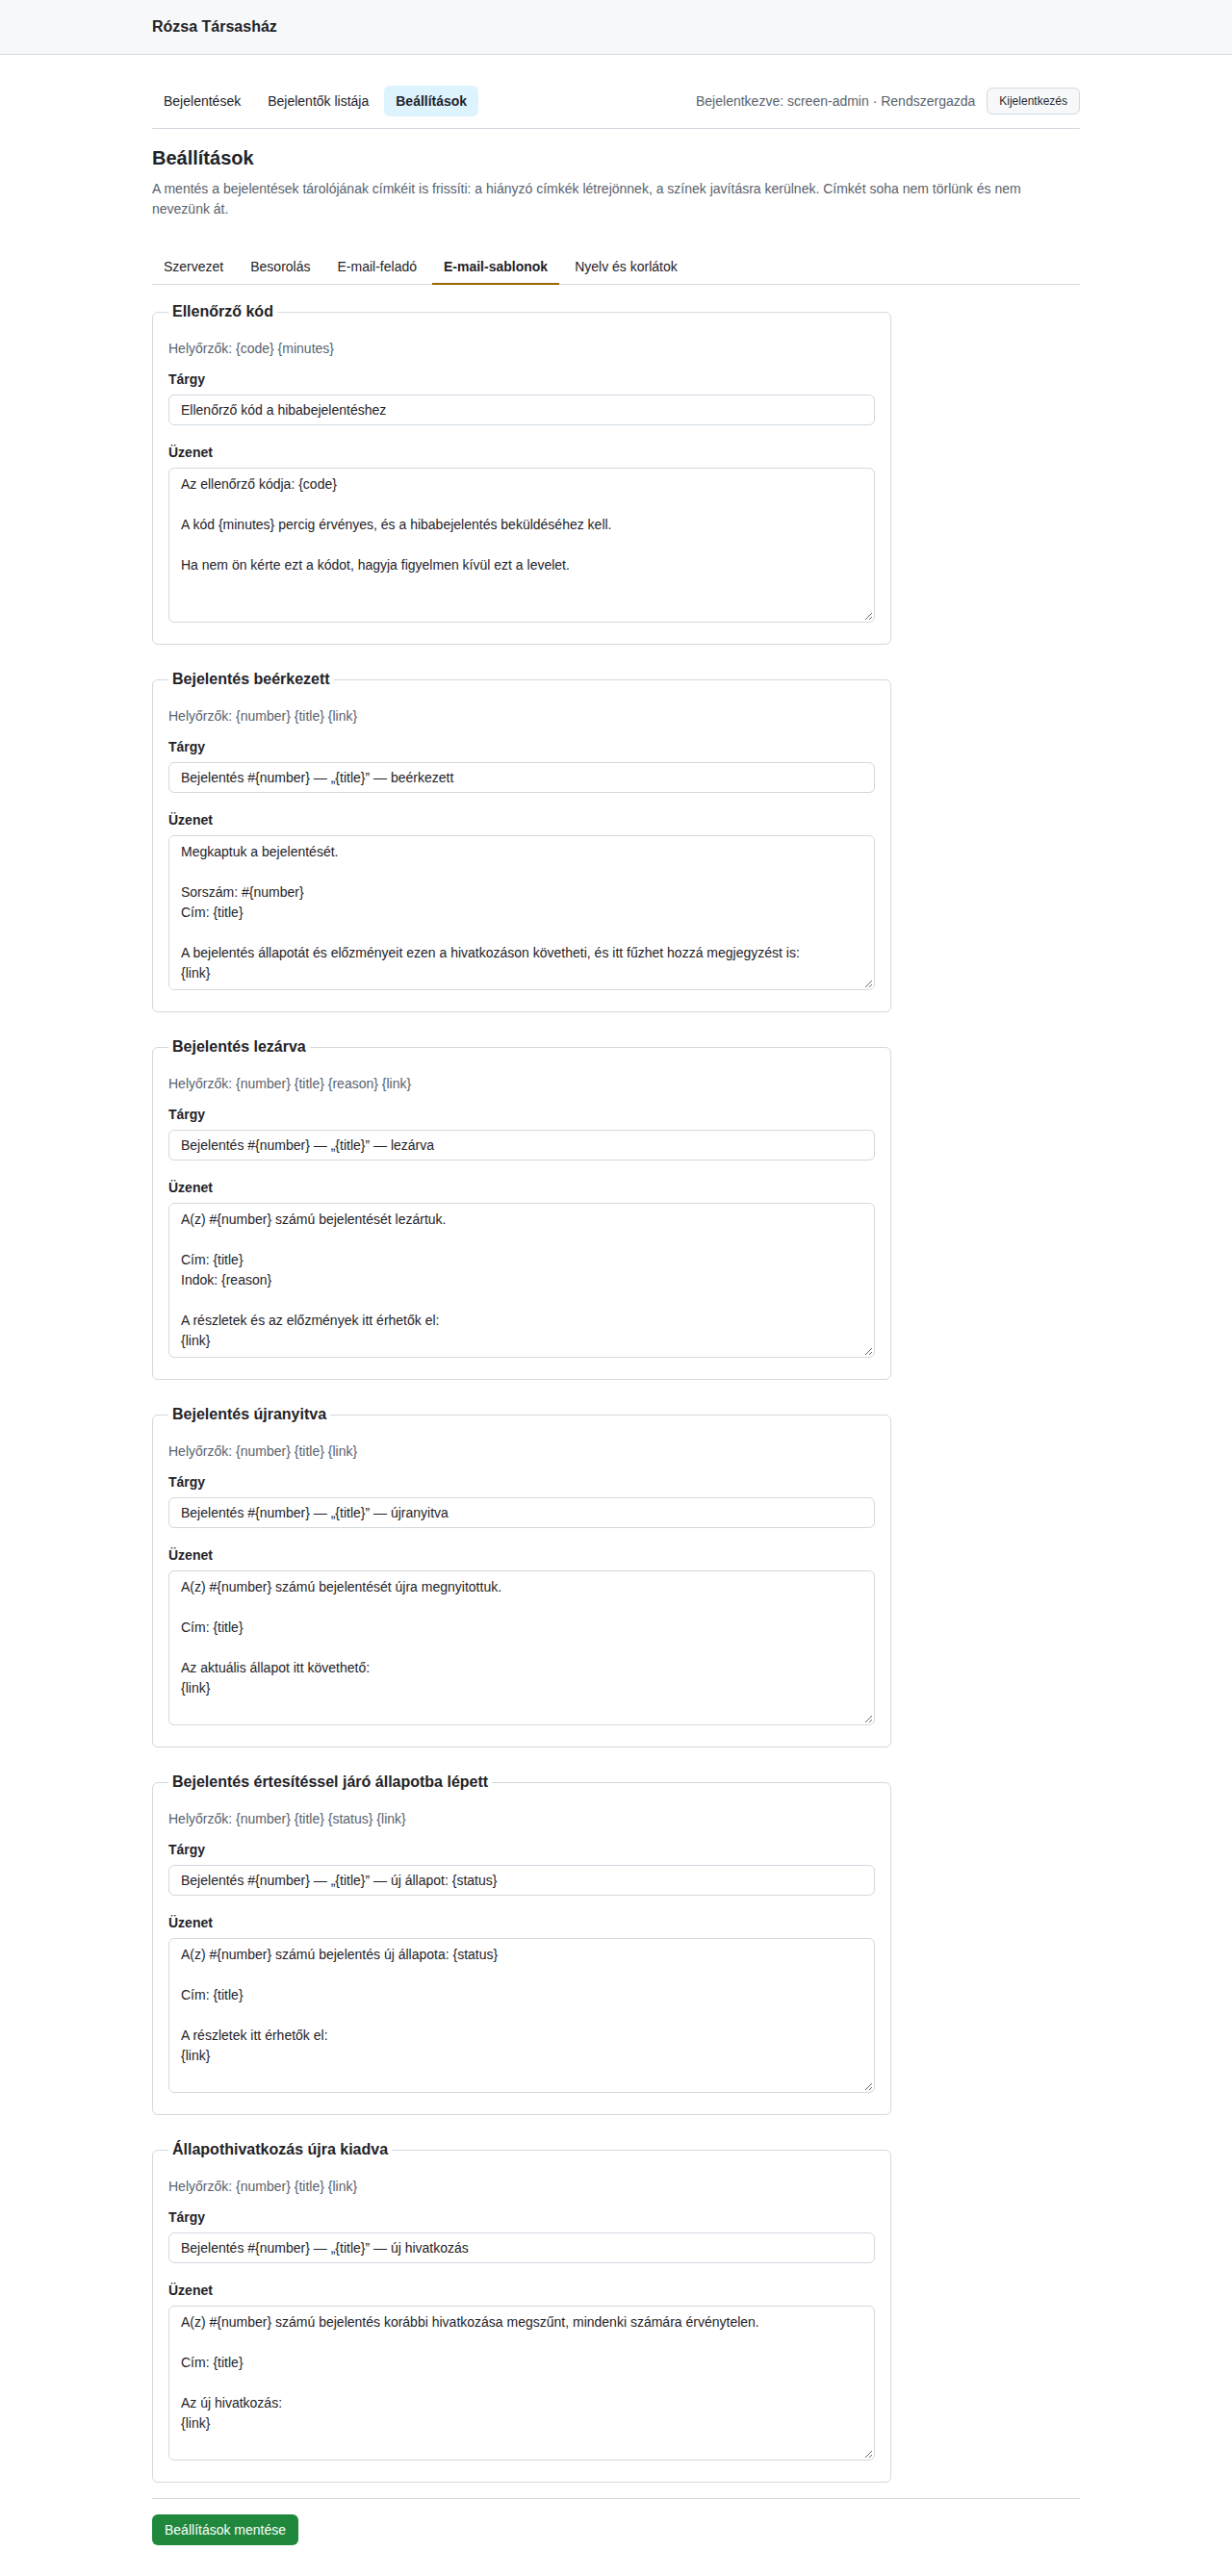 Rózsa Társasház
Bejelentések Bejelentők listája Beállítások Bejelentkezve: screen-admin · Rendszergazda Kijelentkezés
Beállítások
A mentés a bejelentések tárolójának címkéit is frissíti: a hiányzó címkék létrejönnek, a színek javításra kerülnek. Címkét soha nem törlünk és nem
nevezünk át.
Szervezet Besorolás E-mail-feladó E-mail-sablonok Nyelv és korlátok
Ellenőrző kód
Helyőrzők: {code} {minutes}
Tárgy
Ellenőrző kód a hibabejelentéshez
Üzenet
Az ellenőrző kódja: {code}
A kód {minutes} percig érvényes, és a hibabejelentés beküldéséhez kell.
Ha nem ön kérte ezt a kódot, hagyja figyelmen kívül ezt a levelet.
Bejelentés beérkezett
Helyőrzők: {number} {title} {link}
Tárgy
Bejelentés #{number} — „{title}” — beérkezett
Üzenet
Megkaptuk a bejelentését.
Sorszám: #{number}
Cím: {title}
A bejelentés állapotát és előzményeit ezen a hivatkozáson követheti, és itt fűzhet hozzá megjegyzést is:
{link}
Bejelentés lezárva
Helyőrzők: {number} {title} {reason} {link}
Tárgy
Bejelentés #{number} — „{title}” — lezárva
Üzenet
A(z) #{number} számú bejelentését lezártuk.
Cím: {title}
Indok: {reason}
A részletek és az előzmények itt érhetők el:
{link}
Bejelentés újranyitva
Helyőrzők: {number} {title} {link}
Tárgy
Bejelentés #{number} — „{title}” — újranyitva
Üzenet
A(z) #{number} számú bejelentését újra megnyitottuk.
Cím: {title}
Az aktuális állapot itt követhető:
{link}
Bejelentés értesítéssel járó állapotba lépett
Helyőrzők: {number} {title} {status} {link}
Tárgy
Bejelentés #{number} — „{title}” — új állapot: {status}
Üzenet
A(z) #{number} számú bejelentés új állapota: {status}
Cím: {title}
A részletek itt érhetők el:
{link}
Állapothivatkozás újra kiadva
Helyőrzők: {number} {title} {link}
Tárgy
Bejelentés #{number} — „{title}” — új hivatkozás
Üzenet
A(z) #{number} számú bejelentés korábbi hivatkozása megszűnt, mindenki számára érvénytelen.
Cím: {title}
Az új hivatkozás:
{link}
Beállítások mentése